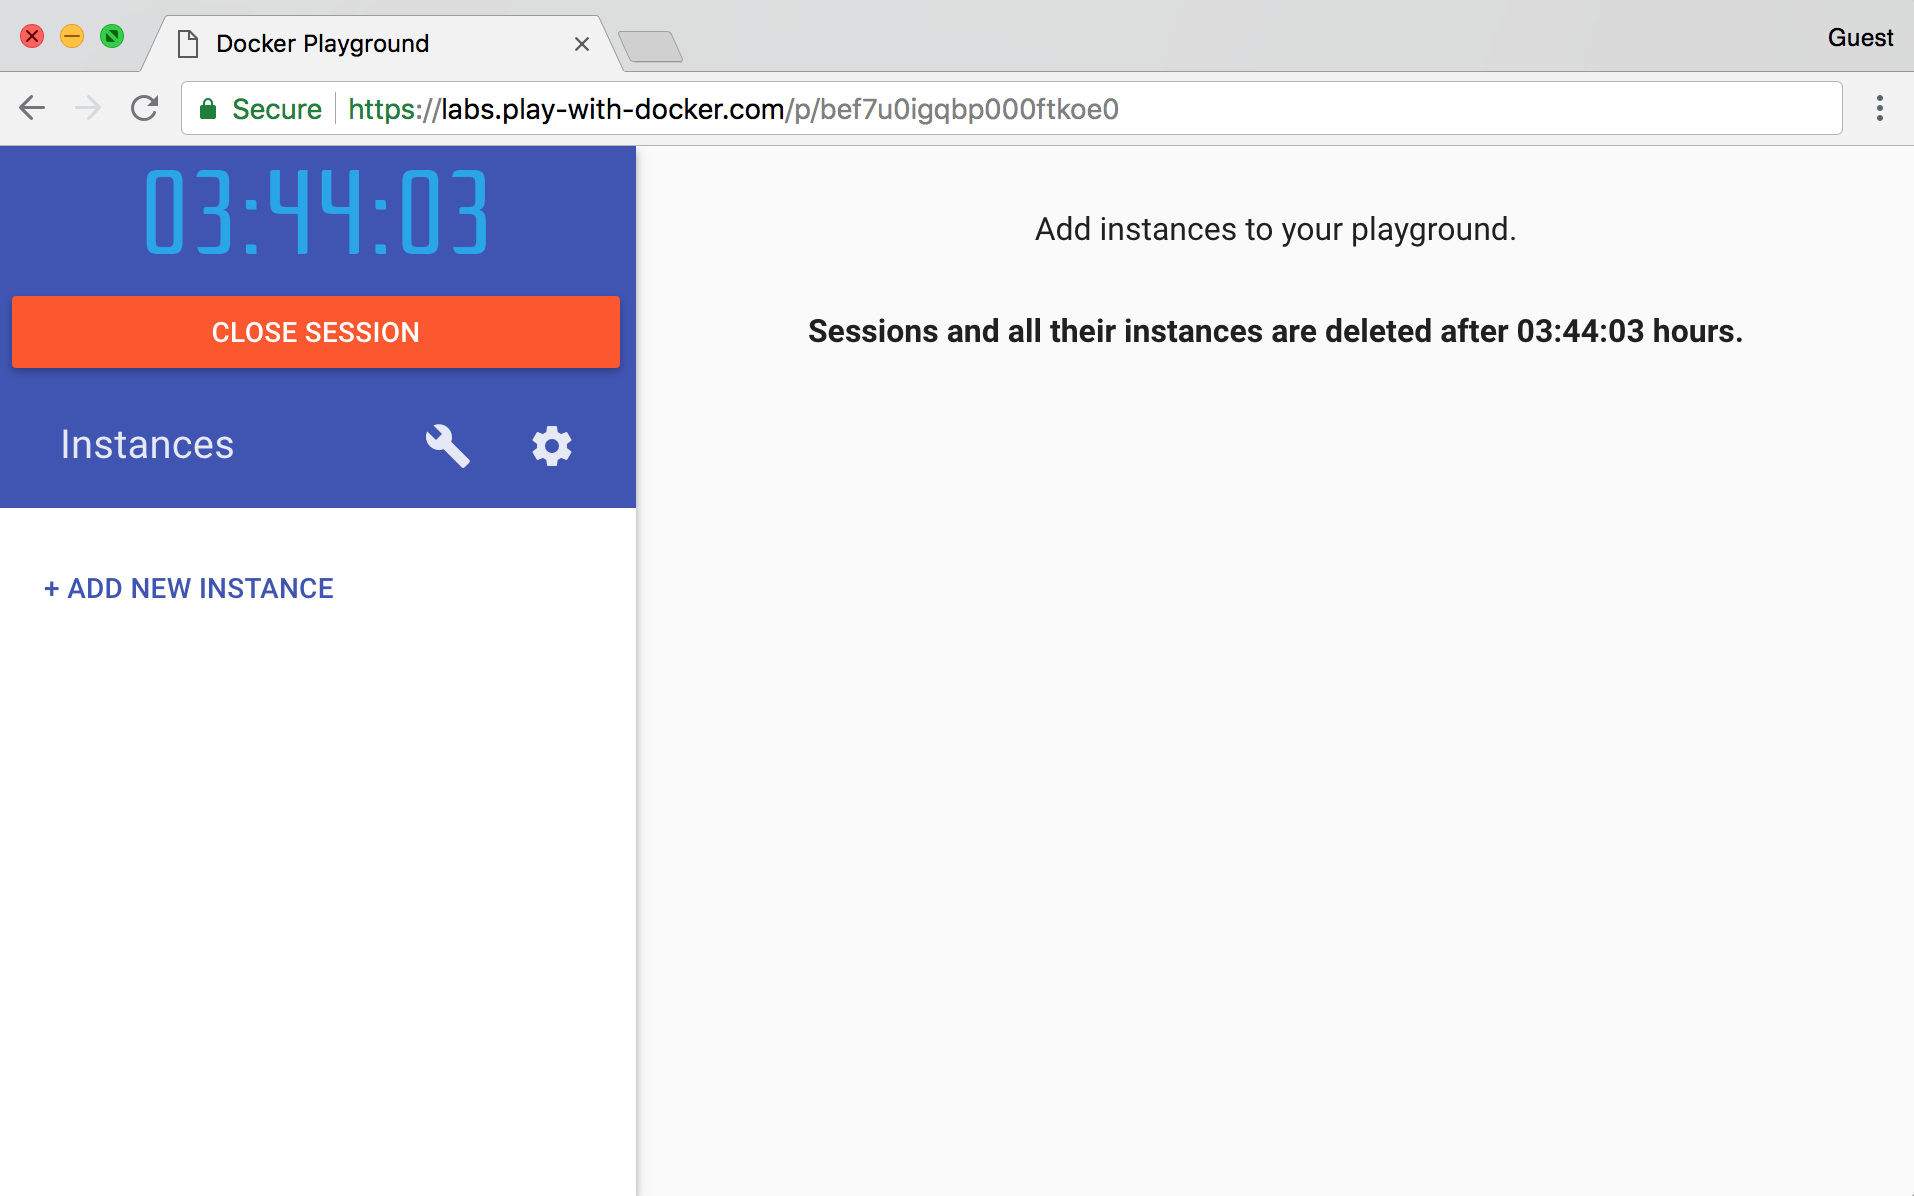 Docker Playground
Guest
Secure https://labs.play-with-docker.com/p/bef7u0igqbp000ftkoe0
03:44:03
CLOSE SESSION
Instances
+ ADD NEW INSTANCE
Add instances to your playground.
Sessions and all their instances are deleted after 03:44:03 hours.